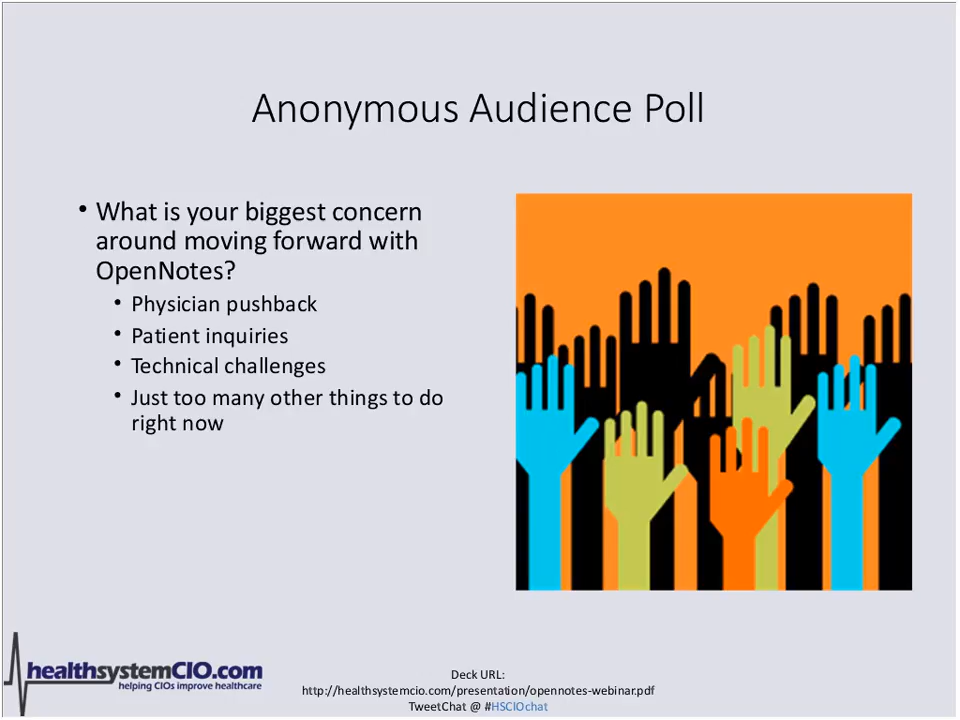 Anonymous Audience Poll
• What is your biggest concern
around moving forward with
OpenNotes?
• Physician pushback
• Patient inquiries
• Technical challenges
• Just too many other things to do
right now
healthsystemCIO.com
helping CIOs improve healthcare
Deck URL:
http://healthsystemcio.com/presentation/opennotes-webinar.pdf
TweetChat @ #HSCIOchat